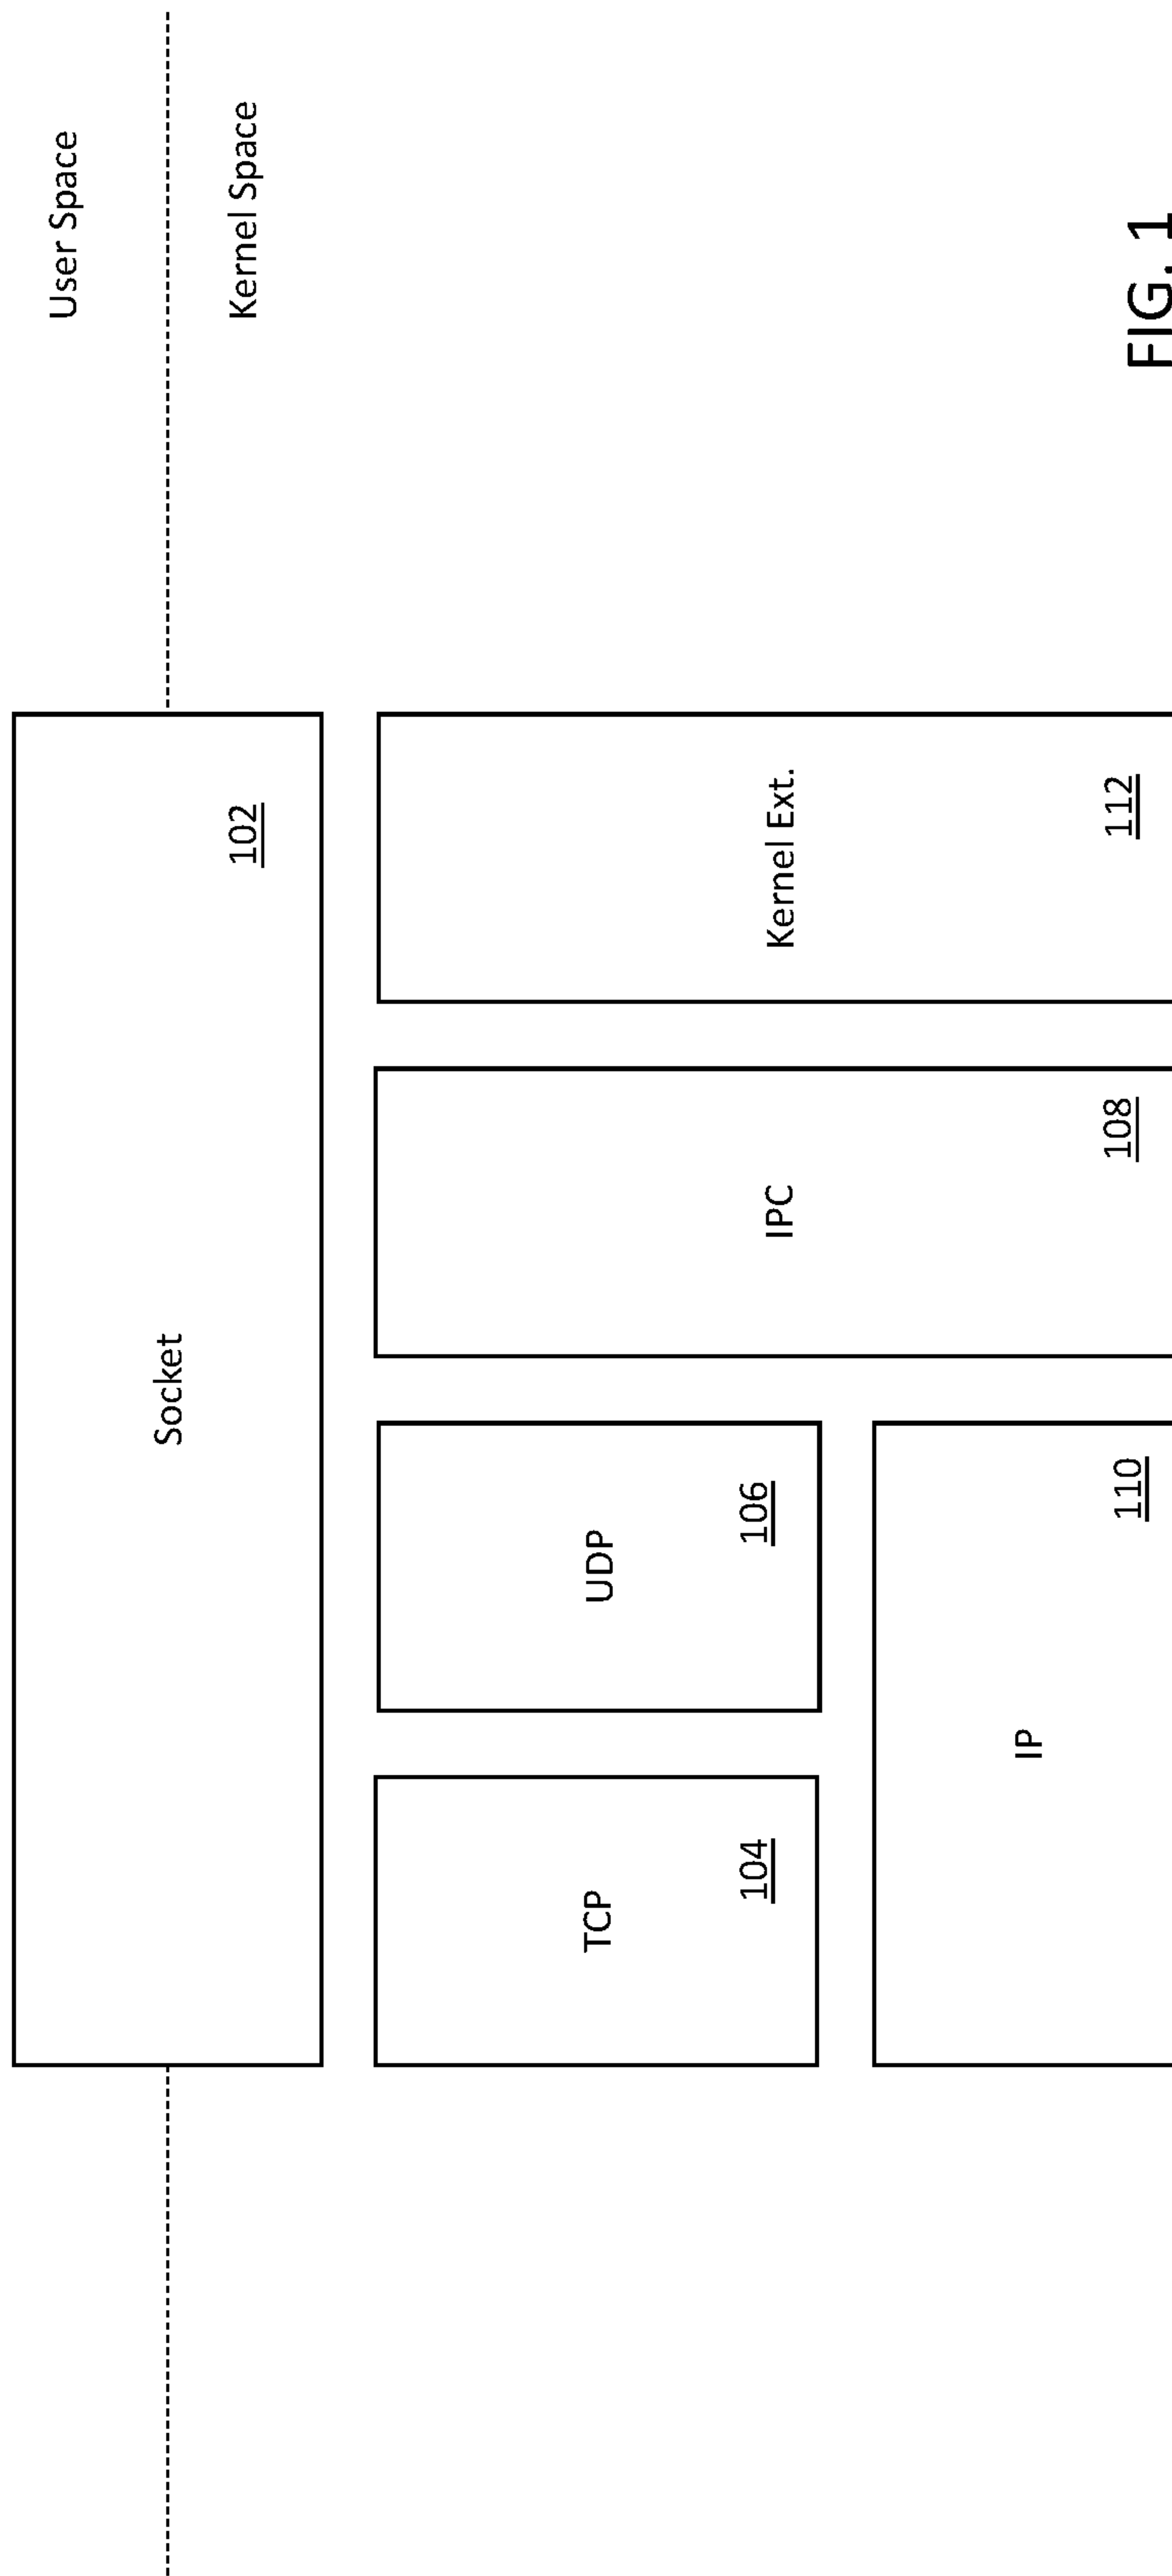 User Space
Kernel Space
Socket
102
TCP
104
UDP
106
IPC
108
Kernel Ext.
112
IP
110
FIG. 1